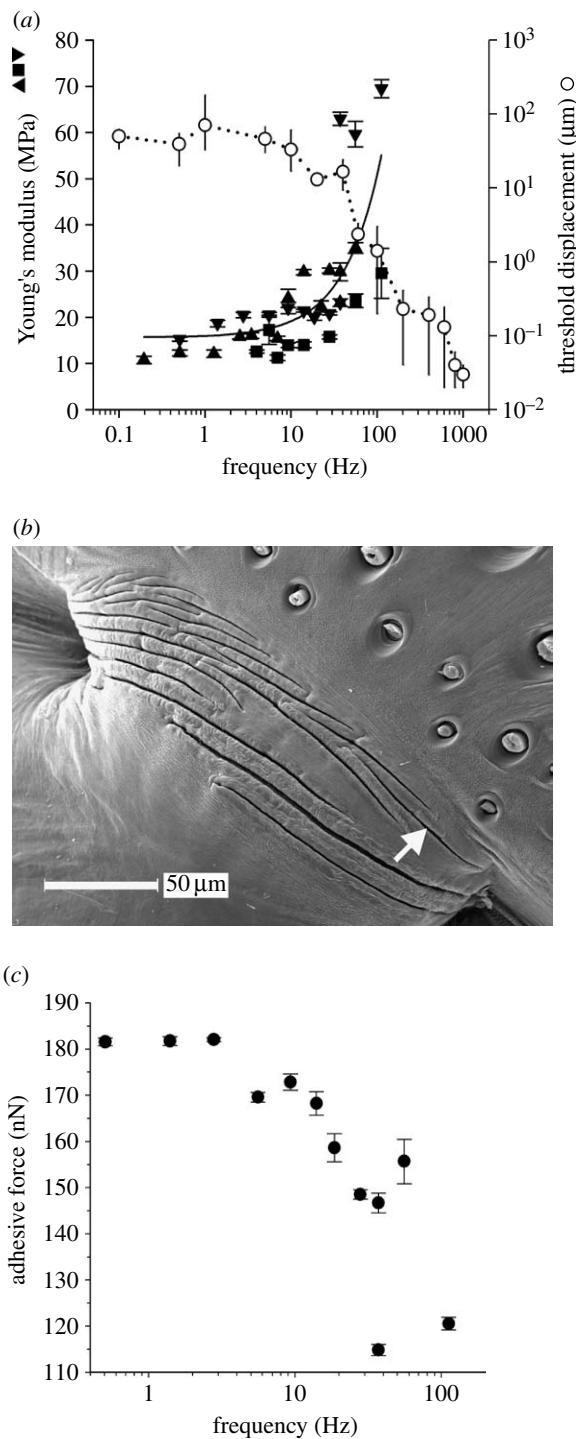 (a)
80
70
60
50
40
30
20
10
0
Young's modulus (MPa)
10³
10²
10¹
10⁰
10⁻¹
10⁻²
threshold displacement (µm)
0.1 1 10 100 1000
frequency (Hz)
(b)
50 µm
(c)
190
180
170
160
150
140
130
120
110
adhesive force (nN)
1 10 100
frequency (Hz)